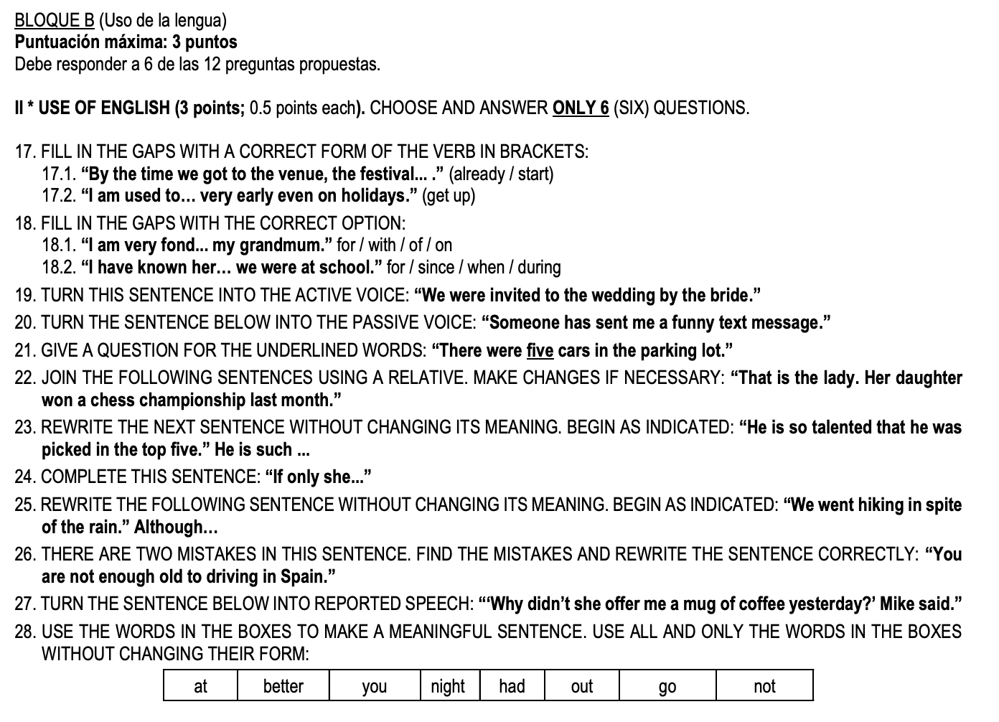 BLOQUE B (Uso de la lengua)
Puntuación máxima: 3 puntos
Debe responder a 6 de las 12 preguntas propuestas.
II * USE OF ENGLISH (3 points; 0.5 points each). CHOOSE AND ANSWER ONLY 6 (SIX) QUESTIONS.
17. FILL IN THE GAPS WITH A CORRECT FORM OF THE VERB IN BRACKETS:
17.1. “By the time we got to the venue, the festival... .” (already / start)
17.2. “I am used to… very early even on holidays.” (get up)
18. FILL IN THE GAPS WITH THE CORRECT OPTION:
18.1. “I am very fond... my grandmum.” for / with / of / on
18.2. “I have known her… we were at school.” for / since / when / during
19. TURN THIS SENTENCE INTO THE ACTIVE VOICE: “We were invited to the wedding by the bride.”
20. TURN THE SENTENCE BELOW INTO THE PASSIVE VOICE: “Someone has sent me a funny text message.”
21. GIVE A QUESTION FOR THE UNDERLINED WORDS: “There were five cars in the parking lot.”
22. JOIN THE FOLLOWING SENTENCES USING A RELATIVE. MAKE CHANGES IF NECESSARY: “That is the lady. Her daughter
won a chess championship last month.”
23. REWRITE THE NEXT SENTENCE WITHOUT CHANGING ITS MEANING. BEGIN AS INDICATED: “He is so talented that he was
picked in the top five.” He is such ...
24. COMPLETE THIS SENTENCE: “If only she...”
25. REWRITE THE FOLLOWING SENTENCE WITHOUT CHANGING ITS MEANING. BEGIN AS INDICATED: “We went hiking in spite
of the rain.” Although…
26. THERE ARE TWO MISTAKES IN THIS SENTENCE. FIND THE MISTAKES AND REWRITE THE SENTENCE CORRECTLY: “You
are not enough old to driving in Spain.”
27. TURN THE SENTENCE BELOW INTO REPORTED SPEECH: “‘Why didn’t she offer me a mug of coffee yesterday?’ Mike said.”
28. USE THE WORDS IN THE BOXES TO MAKE A MEANINGFUL SENTENCE. USE ALL AND ONLY THE WORDS IN THE BOXES
WITHOUT CHANGING THEIR FORM:
at better you night had out go not